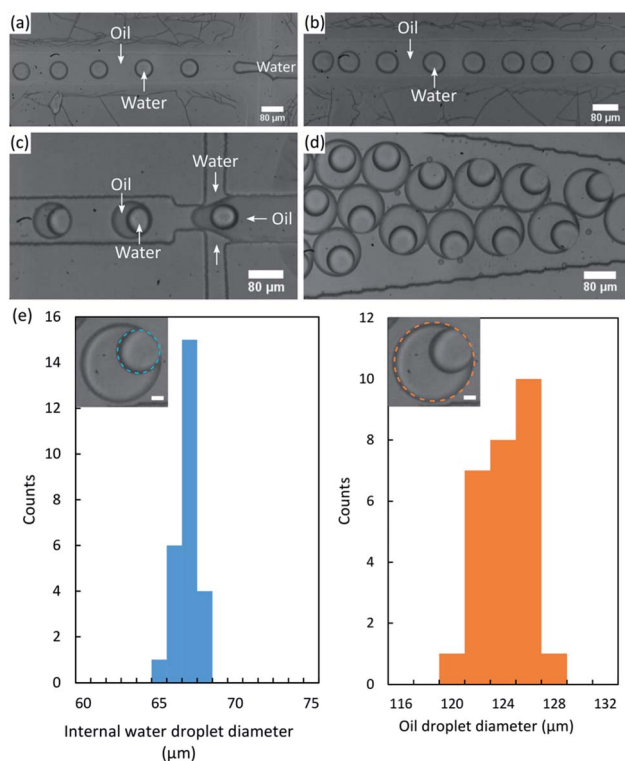 (a)
Oil
Water
Water
80 µm
(b)
Oil
Water
80 µm
(c)
Water
Oil
Oil
Water
80 µm
(d)
80 µm
(e)
16
14
12
10
8
6
4
2
0
Counts
60 65 70 75
Internal water droplet diameter
(µm)
12
10
8
6
4
2
0
Counts
116 120 124 126 128 132
Oil droplet diameter (µm)